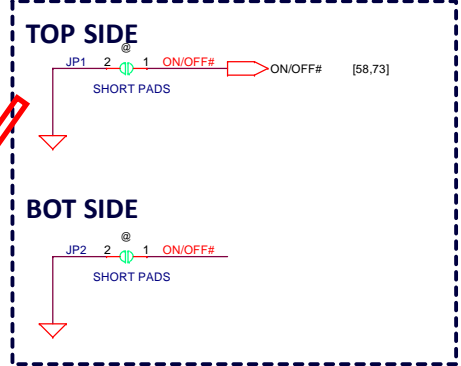 TOP SIDE
@
JP1 2 1 ON/OFF# ON/OFF# [58,73]
SHORT PADS
BOT SIDE
@
JP2 2 1 ON/OFF#
SHORT PADS